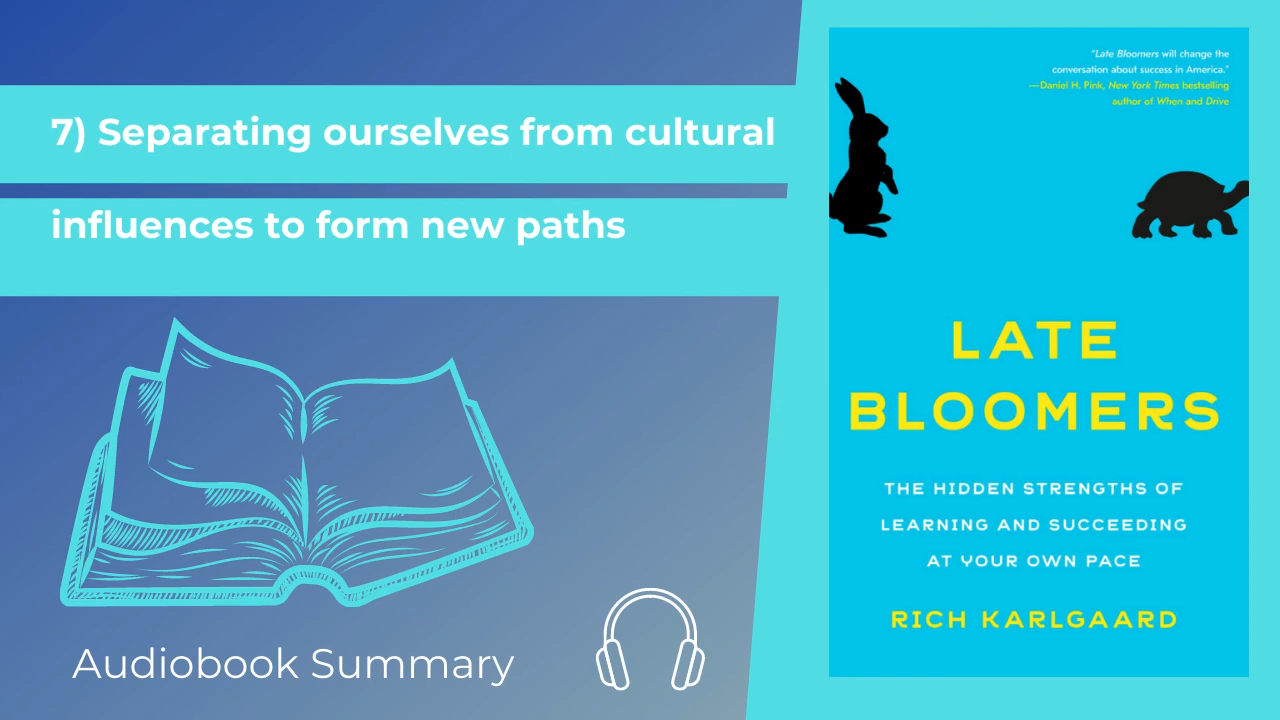 7) Separating ourselves from cultural
influences to form new paths
Audiobook Summary
"Late Bloomers will change the
conversation about success in America."
—Daniel H. Pink, New York Times bestselling
author of When and Drive
LATE
BLOOMERS
THE HIDDEN STRENGTHS OF
LEARNING AND SUCCEEDING
AT YOUR OWN PACE
RICH KARLGAARD